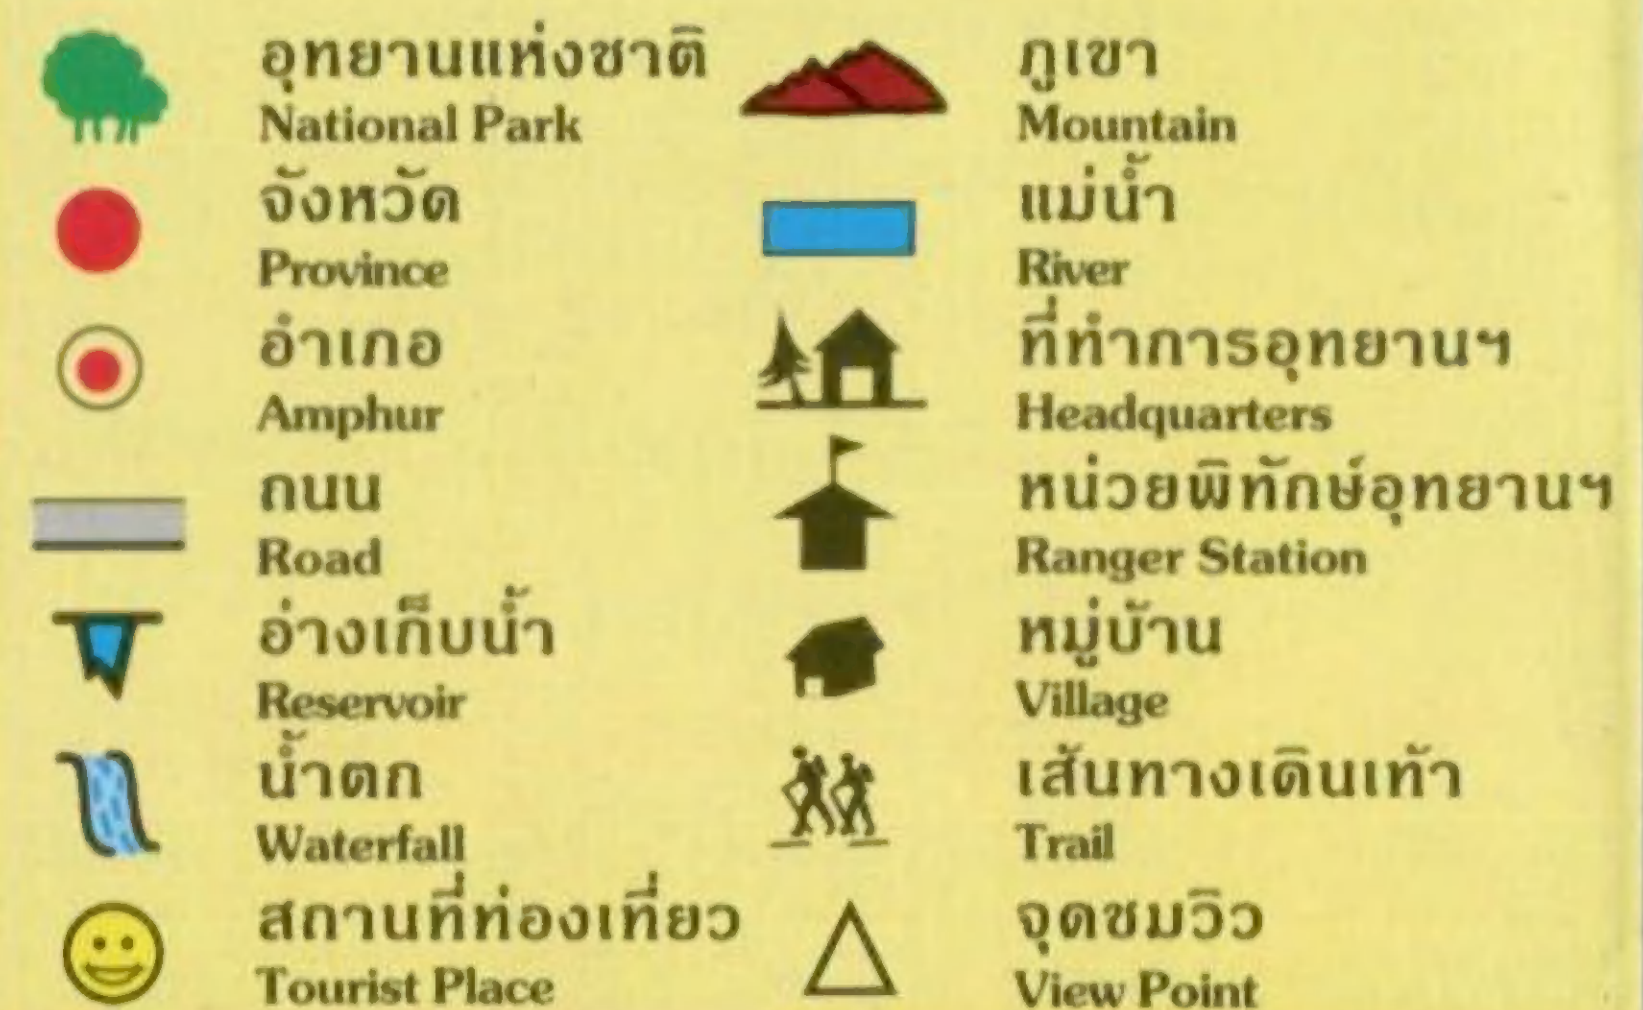 อุทยานแห่งชาติ
National Park
จังหวัด
Province
อำเภอ
Amphur
ถนน
Road
อ่างเก็บน้ำ
Reservoir
น้ำตก
Waterfall
สถานที่ท่องเที่ยว
Tourist Place
ภูเขา
Mountain
แม่น้ำ
River
ที่ทำการอุทยานฯ
Headquarters
หน่วยพิทักษ์อุทยานฯ
Ranger Station
หมู่บ้าน
Village
เส้นทางเดินเท้า
Trail
จุดชมวิว
View Point